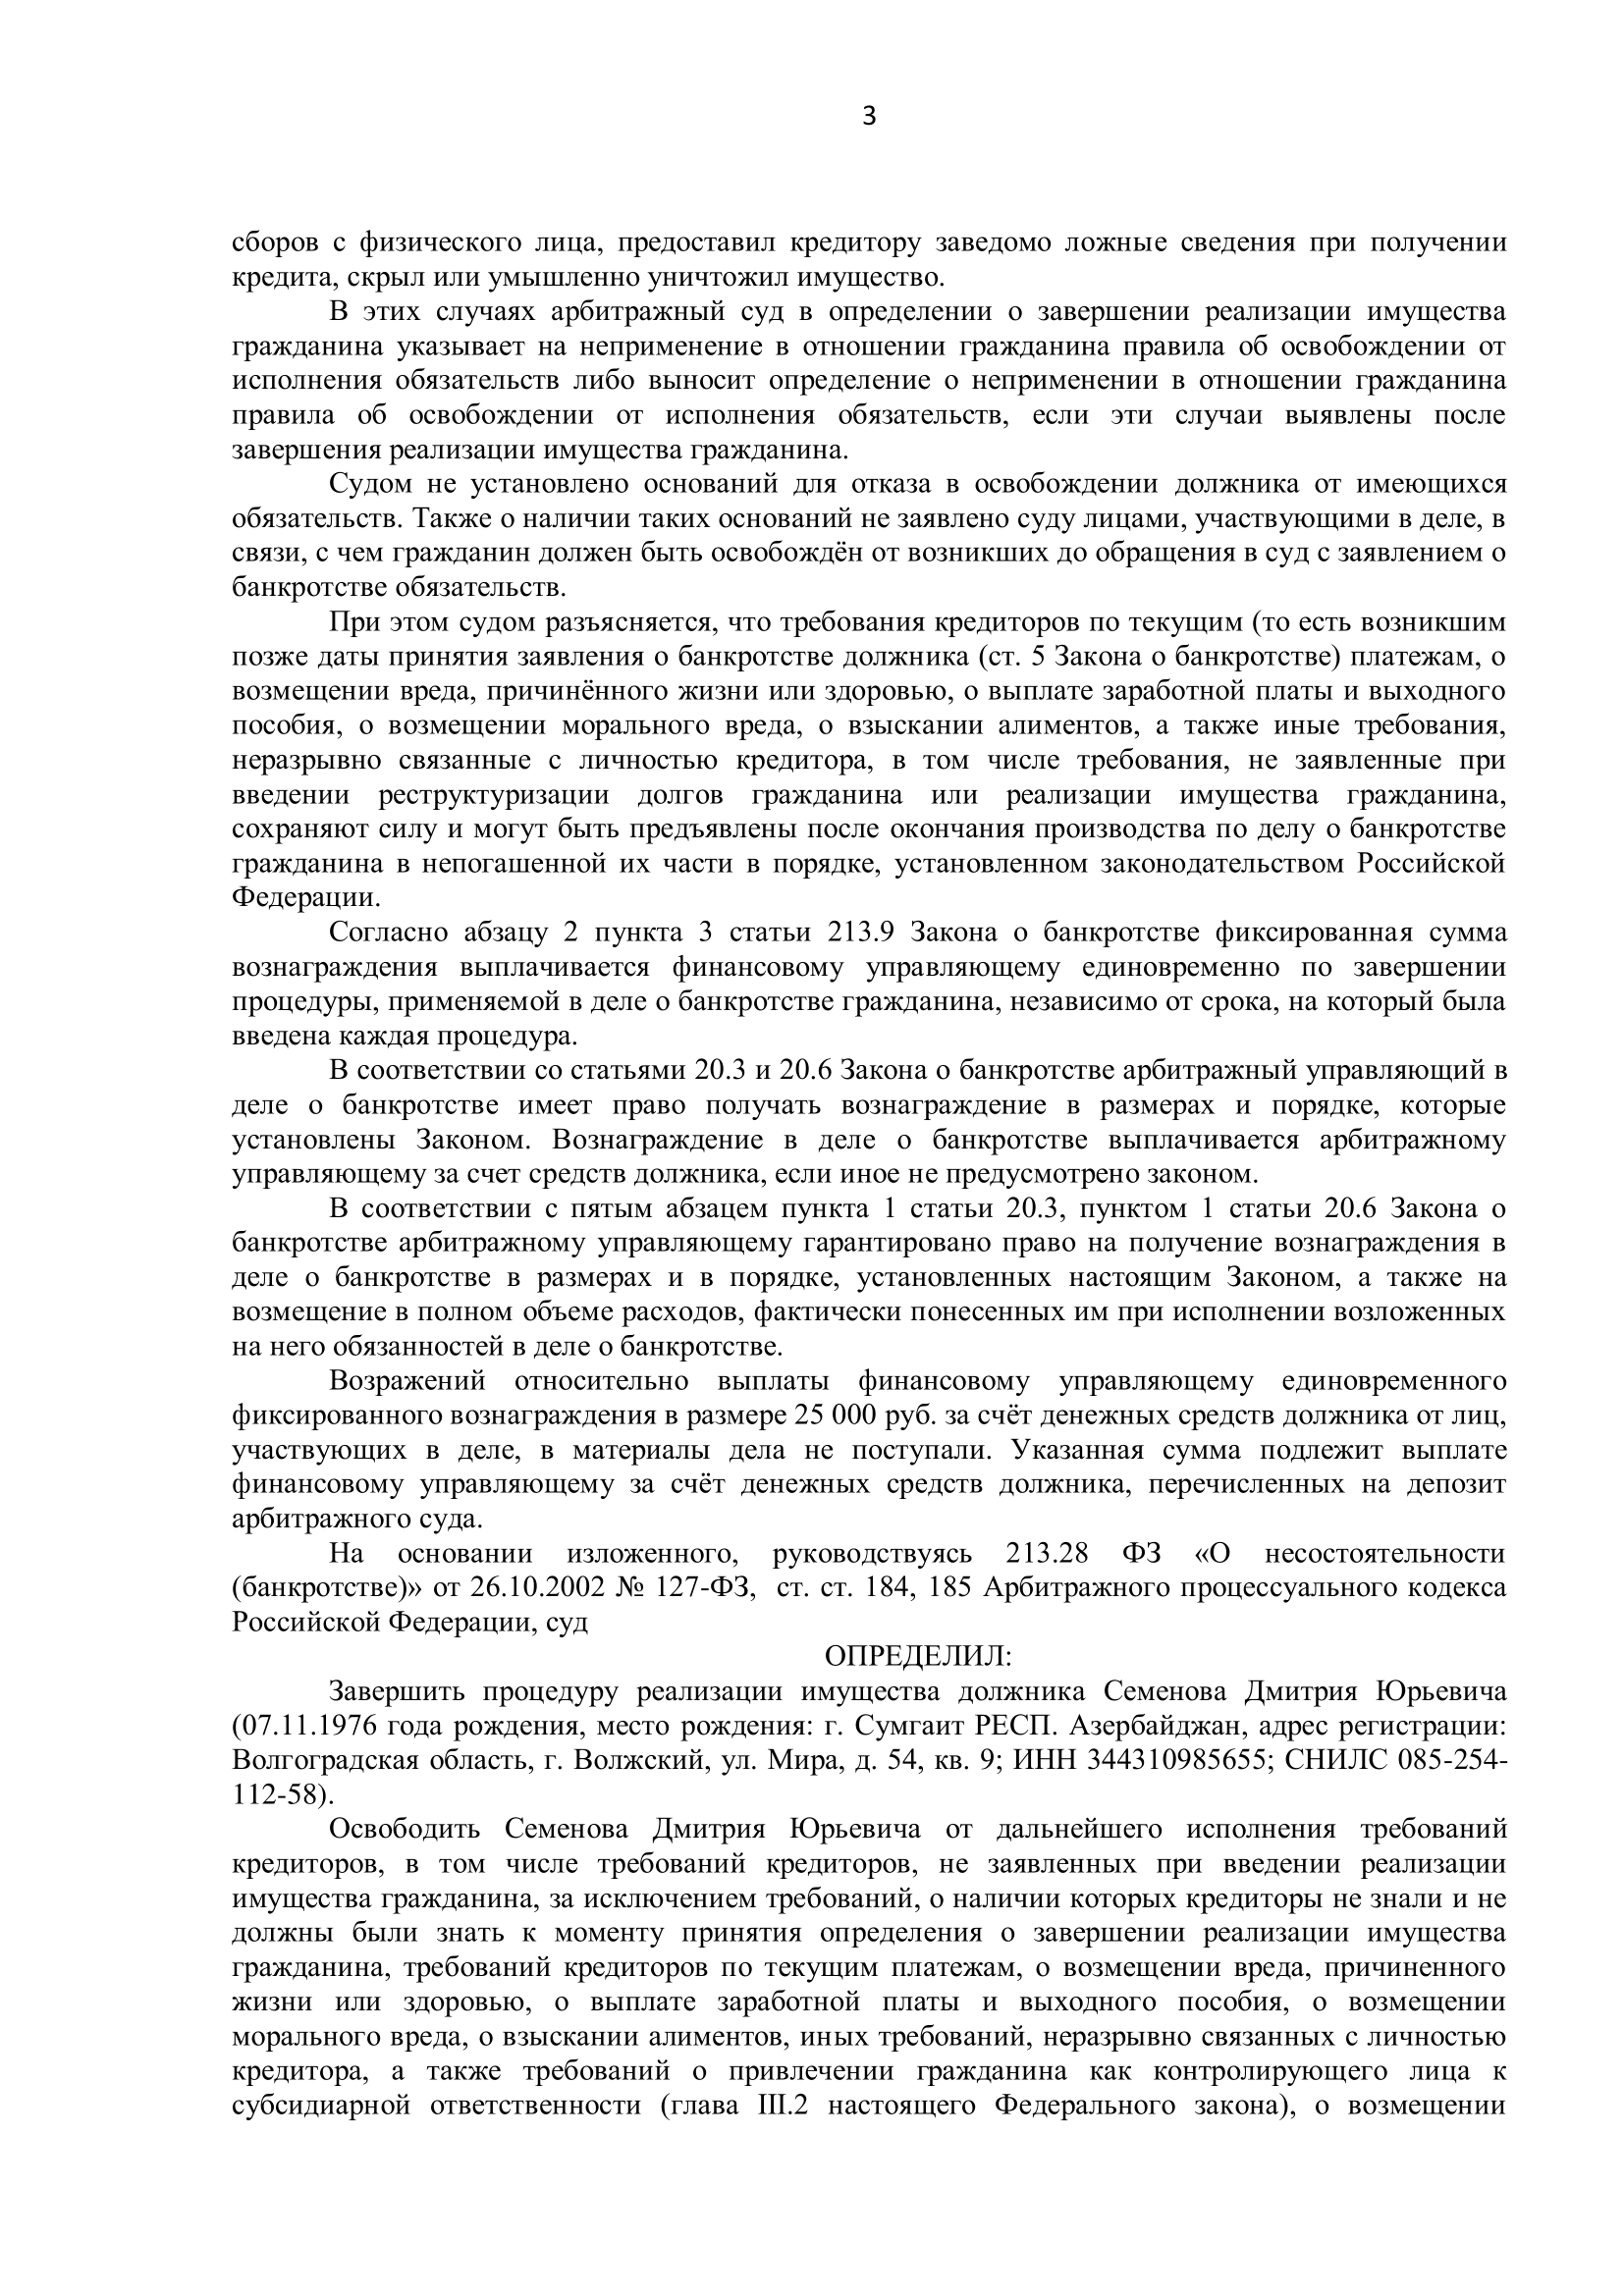 3
сборов с физического лица, предоставил кредитору заведомо ложные сведения при получении
кредита, скрыл или умышленно уничтожил имущество.
В этих случаях арбитражный суд в определении о завершении реализации имущества
гражданина указывает на неприменение в отношении гражданина правила об освобождении от
исполнения обязательств либо выносит определение о неприменении в отношении гражданина
правила об освобождении от исполнения обязательств, если эти случаи выявлены после
завершения реализации имущества гражданина.
Судом не установлено оснований для отказа в освобождении должника от имеющихся
обязательств. Также о наличии таких оснований не заявлено суду лицами, участвующими в деле, в
связи, с чем гражданин должен быть освобождён от возникших до обращения в суд с заявлением о
банкротстве обязательств.
При этом судом разъясняется, что требования кредиторов по текущим (то есть возникшим
позже даты принятия заявления о банкротстве должника (ст. 5 Закона о банкротстве) платежам, о
возмещении вреда, причинённого жизни или здоровью, о выплате заработной платы и выходного
пособия, о возмещении морального вреда, о взыскании алиментов, а также иные требования,
неразрывно связанные с личностью кредитора, в том числе требования, не заявленные при
введении реструктуризации долгов гражданина или реализации имущества гражданина,
сохраняют силу и могут быть предъявлены после окончания производства по делу о банкротстве
гражданина в непогашенной их части в порядке, установленном законодательством Российской
Федерации.
Согласно абзацу 2 пункта 3 статьи 213.9 Закона о банкротстве фиксированная сумма
вознаграждения выплачивается финансовому управляющему единовременно по завершении
процедуры, применяемой в деле о банкротстве гражданина, независимо от срока, на который была
введена каждая процедура.
В соответствии со статьями 20.3 и 20.6 Закона о банкротстве арбитражный управляющий в
деле о банкротстве имеет право получать вознаграждение в размерах и порядке, которые
установлены Законом. Вознаграждение в деле о банкротстве выплачивается арбитражному
управляющему за счет средств должника, если иное не предусмотрено законом.
В соответствии с пятым абзацем пункта 1 статьи 20.3, пунктом 1 статьи 20.6 Закона о
банкротстве арбитражному управляющему гарантировано право на получение вознаграждения в
деле о банкротстве в размерах и в порядке, установленных настоящим Законом, а также на
возмещение в полном объеме расходов, фактически понесенных им при исполнении возложенных
на него обязанностей в деле о банкротстве.
Возражений относительно выплаты финансовому управляющему единовременного
фиксированного вознаграждения в размере 25 000 руб. за счёт денежных средств должника от лиц,
участвующих в деле, в материалы дела не поступали. Указанная сумма подлежит выплате
финансовому управляющему за счёт денежных средств должника, перечисленных на депозит
арбитражного суда.
На основании изложенного, руководствуясь 213.28 ФЗ «О несостоятельности
(банкротстве)» от 26.10.2002 № 127-ФЗ, ст. ст. 184, 185 Арбитражного процессуального кодекса
Российской Федерации, суд
ОПРЕДЕЛИЛ:
Завершить процедуру реализации имущества должника Семенова Дмитрия Юрьевича
(07.11.1976 года рождения, место рождения: г. Сумгаит РЕСП. Азербайджан, адрес регистрации:
Волгоградская область, г. Волжский, ул. Мира, д. 54, кв. 9; ИНН 344310985655; СНИЛС 085-254-
112-58).
Освободить Семенова Дмитрия Юрьевича от дальнейшего исполнения требований
кредиторов, в том числе требований кредиторов, не заявленных при введении реализации
имущества гражданина, за исключением требований, о наличии которых кредиторы не знали и не
должны были знать к моменту принятия определения о завершении реализации имущества
гражданина, требований кредиторов по текущим платежам, о возмещении вреда, причиненного
жизни или здоровью, о выплате заработной платы и выходного пособия, о возмещении
морального вреда, о взыскании алиментов, иных требований, неразрывно связанных с личностью
кредитора, а также требований о привлечении гражданина как контролирующего лица к
субсидиарной ответственности (глава III.2 настоящего Федерального закона), о возмещении